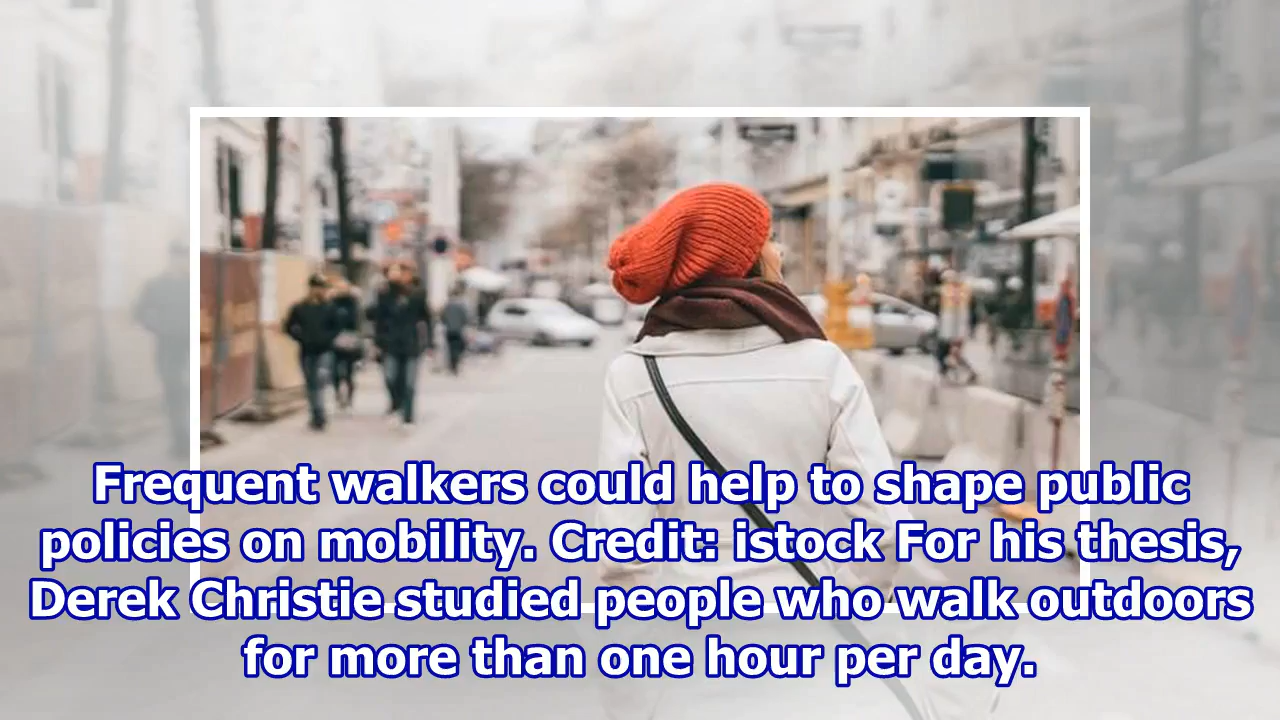 Frequent walkers could help to shape public
policies on mobility. Credit: istock For his thesis,
Derek Christie studied people who walk outdoors
for more than one hour per day.